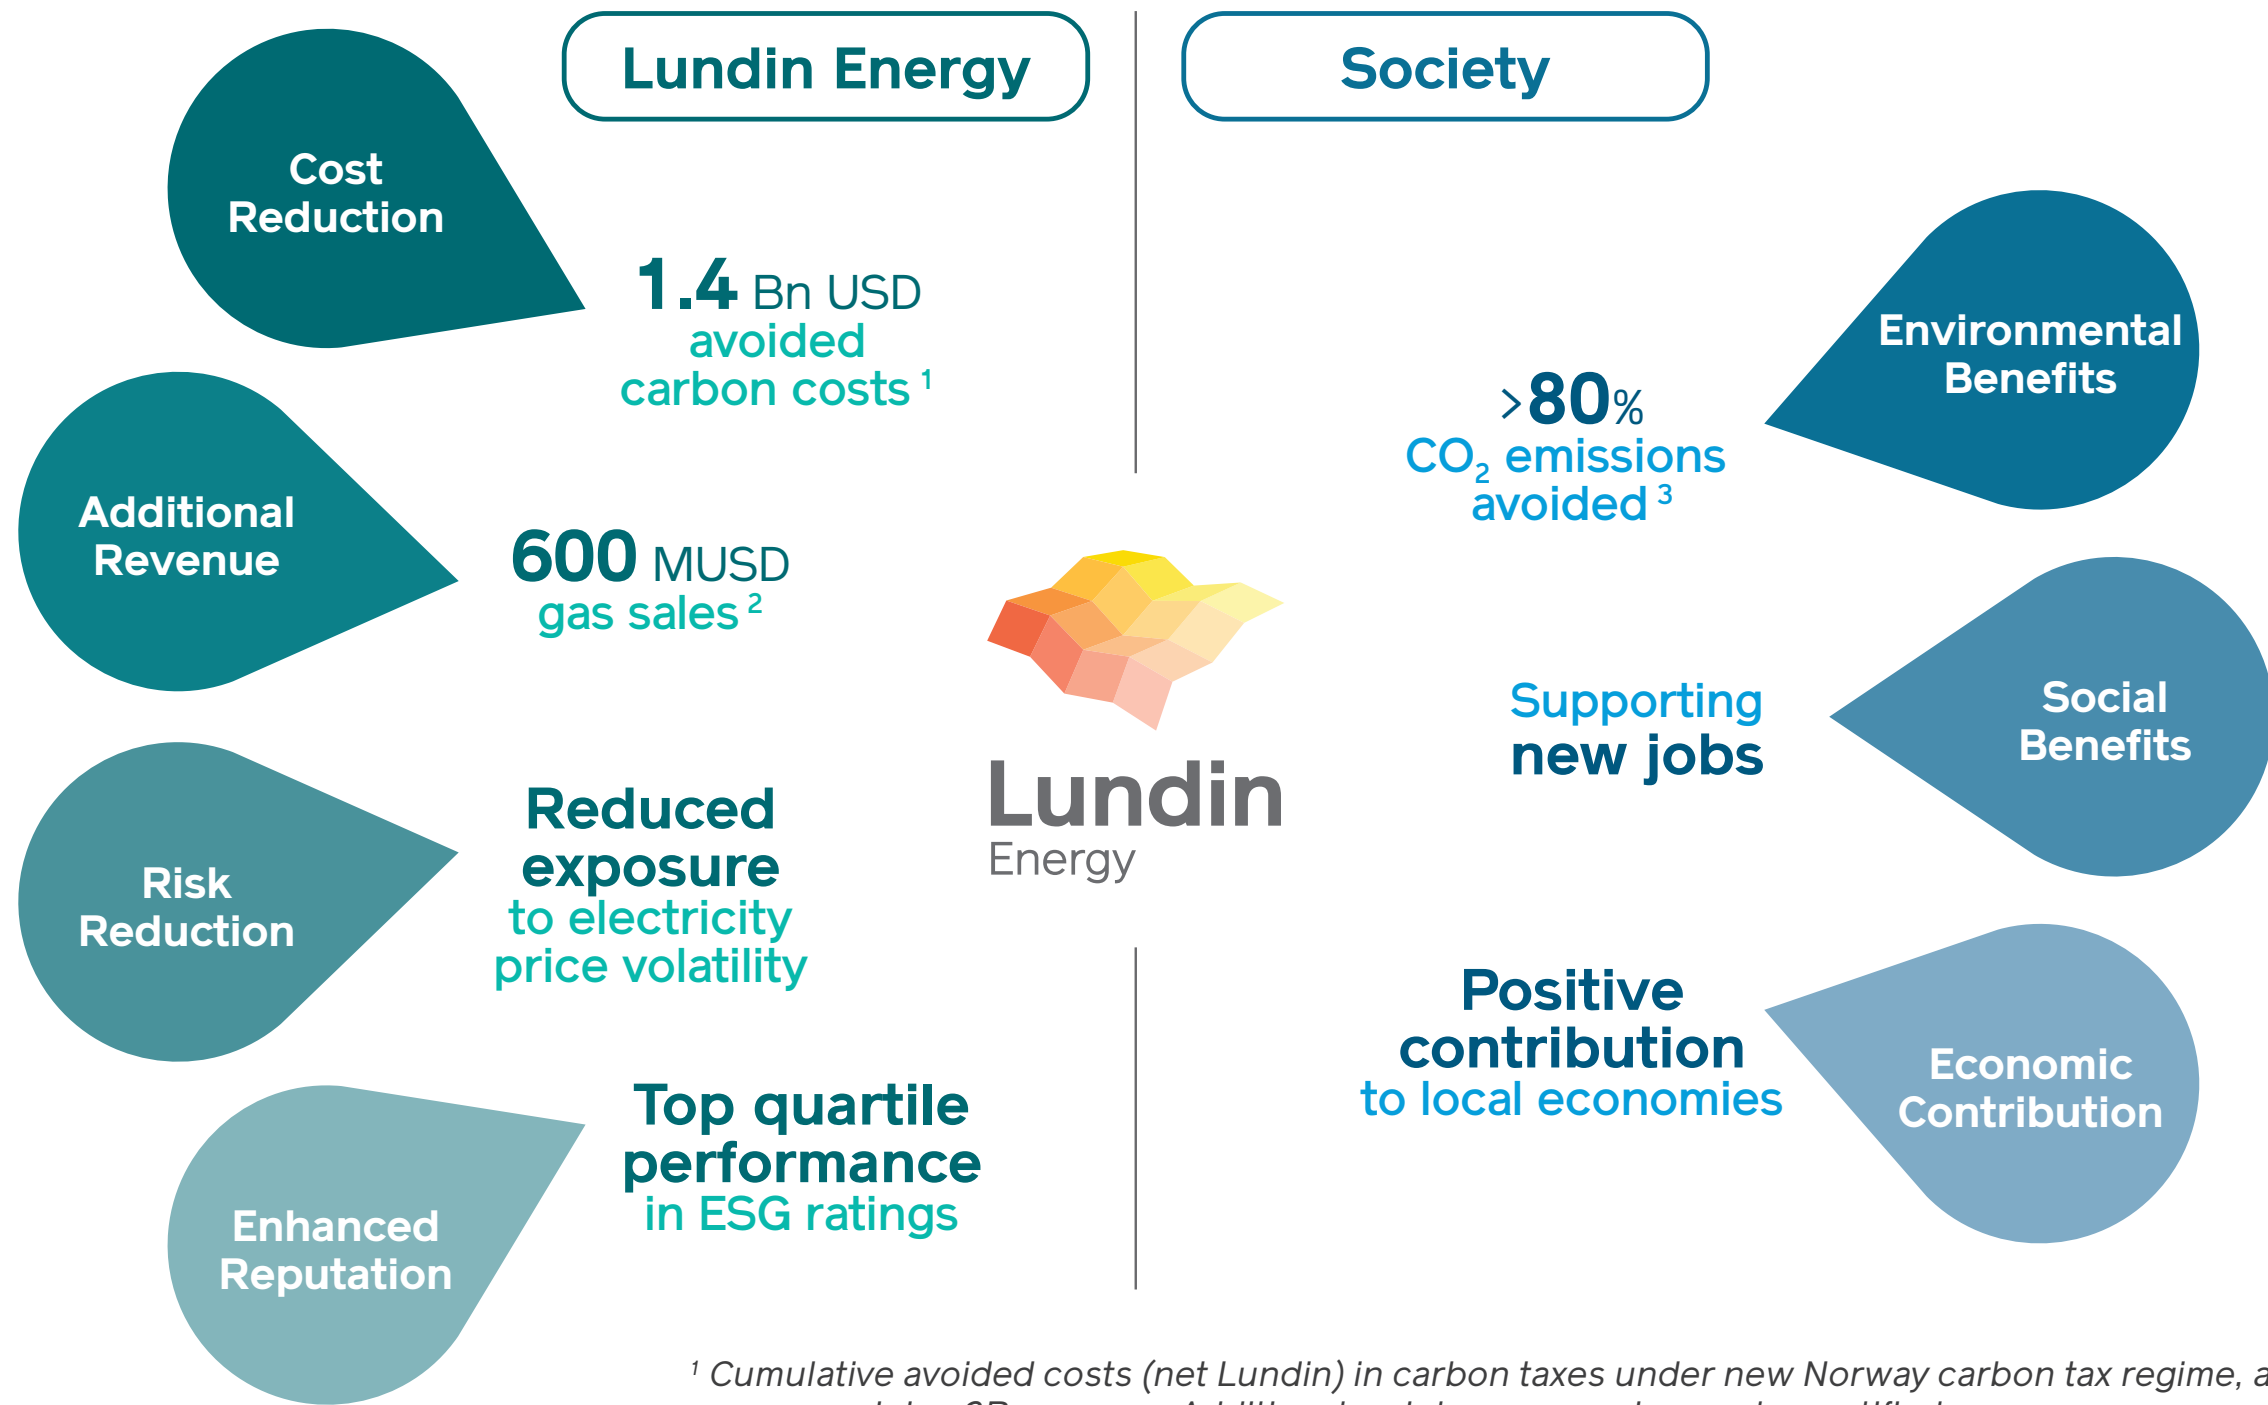 Lundin Energy
Cost
Reduction
1.4 Bn USD
avoided
carbon costs ¹
Additional
Revenue
600 MUSD
gas sales ²
Risk
Reduction
Reduced
exposure
to electricity
price volatility
Enhanced
Reputation
Top quartile
performance
in ESG ratings
Lundin
Energy
Society
>80%
CO₂ emissions
avoided ³
Environmental
Benefits
Supporting
new jobs
Social
Benefits
Positive
contribution
to local economies
Economic
Contribution
¹ Cumulative avoided costs (net Lundin) in carbon taxes under new Norway carbon tax regime, a